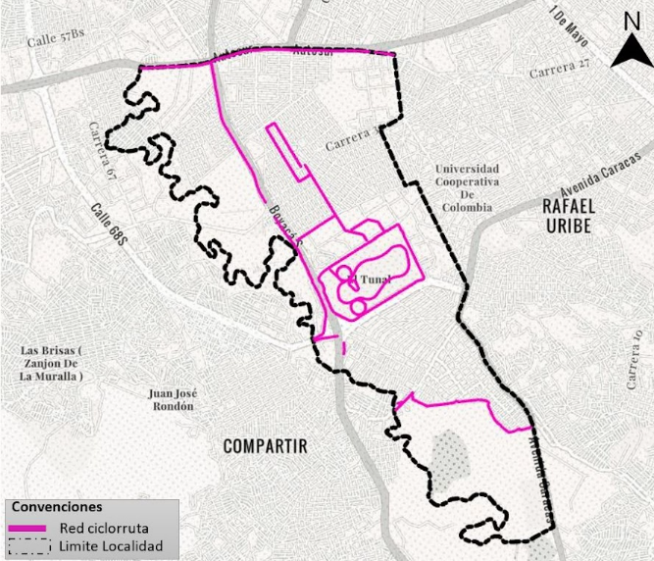 1 De Mayo
N
Calle 57Bs
Autosur
Carrera 27
Carrera 67
Carrera 3
Universidad
Cooperativa
De
Colombia
Avenida Caracas
RAFAEL
URIBE
Calle 68S
Boyacá
Tunal
Las Brisas (
Zanjon De
La Muralla )
Juan José
Rondón
Carrera 10
COMPARTIR
Avenida Caracas
Convenciones
Red ciclorruta
Limite Localidad